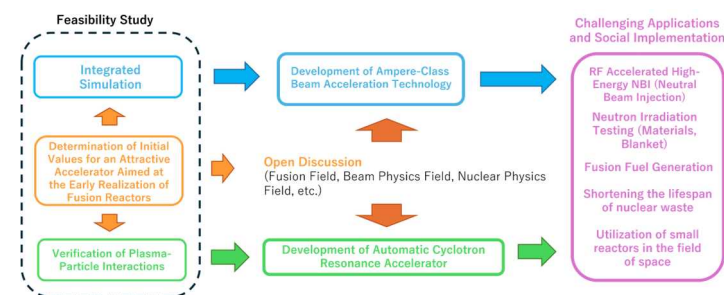 Feasibility Study
Integrated
Simulation
Determination of Initial
Values for an Attractive
Accelerator Aimed at
the Early Realization of
Fusion Reactors
Verification of Plasma-
Particle Interactions
Development of Ampere-Class
Beam Acceleration Technology
Open Discussion
(Fusion Field, Beam Physics Field, Nuclear Physics
Field, etc.)
Development of Automatic Cyclotron
Resonance Accelerator
Challenging Applications
and Social Implementation
RF Accelerated High-
Energy NBI (Neutral
Beam Injection)
Neutron Irradiation
Testing (Materials,
Blanket)
Fusion Fuel Generation
Shortening the lifespan
of nuclear waste
Utilization of small
reactors in the field
of space